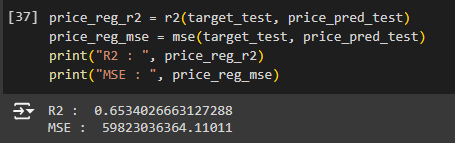 [37] price_reg_r2 = r2(target_test, price_pred_test)
price_reg_mse = mse(target_test, price_pred_test)
print("R2 : ", price_reg_r2)
print("MSE : ", price_reg_mse)
R2 :  0.6534026663127288
MSE :  59823036364.11011